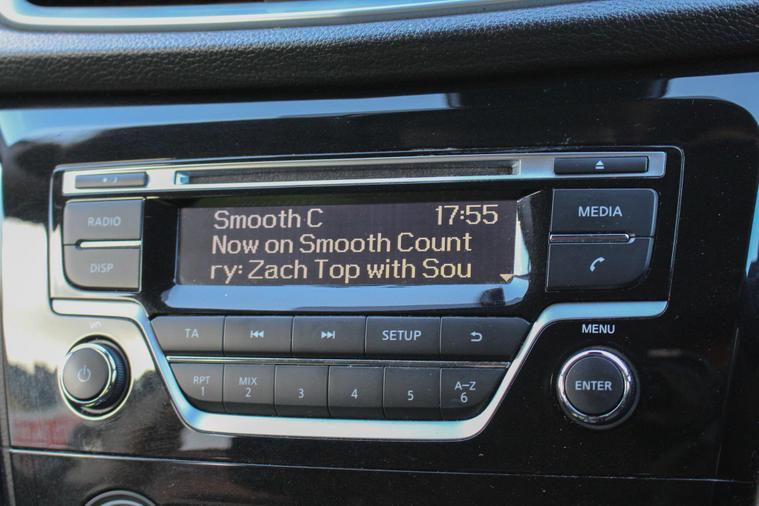 Smooth C 17:55
Now on Smooth Count
ry: Zach Top with Sou
RADIO
DISP
MEDIA
TA SETUP
MENU
RPT 1 MIX 2 3 4 5 A–Z 6
ENTER